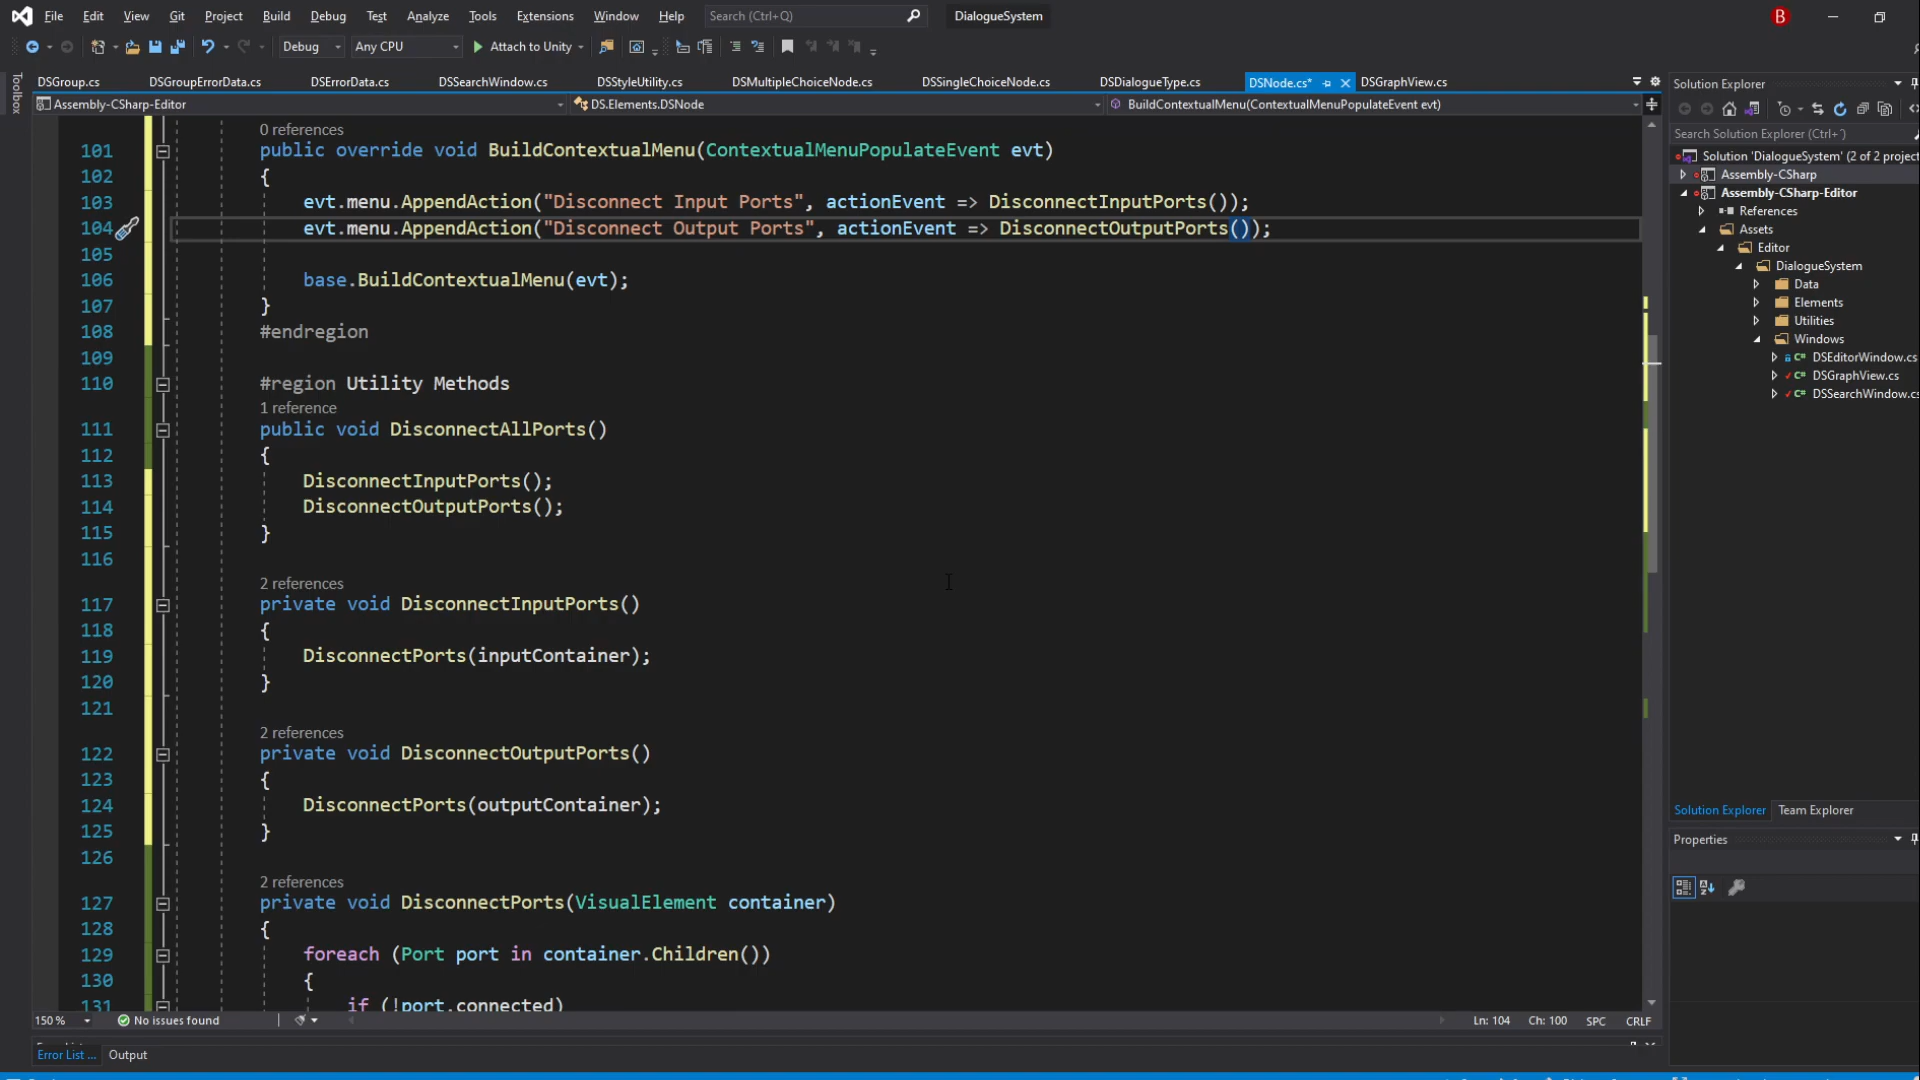 File Edit View Git Project Build Debug Test Analyze Tools Extensions Window Help Search (Ctrl+Q) DialogueSystem B
Debug Any CPU Attach to Unity
Toolbox
DSGroup.cs DSGroupErrorData.cs DSErrorData.cs DSSearchWindow.cs DSStyleUtility.cs DSMultipleChoiceNode.cs DSSingleChoiceNode.cs DSDialogueType.cs DSNode.cs* DSGraphView.cs
Assembly-CSharp-Editor DS.Elements.DSNode BuildContextualMenu(ContextualMenuPopulateEvent evt)
0 references
101 public override void BuildContextualMenu(ContextualMenuPopulateEvent evt)
102 {
103 evt.menu.AppendAction("Disconnect Input Ports", actionEvent => DisconnectInputPorts());
104 evt.menu.AppendAction("Disconnect Output Ports", actionEvent => DisconnectOutputPorts());
105
106 base.BuildContextualMenu(evt);
107 }
108 #endregion
109
110 #region Utility Methods
1 reference
111 public void DisconnectAllPorts()
112 {
113 DisconnectInputPorts();
114 DisconnectOutputPorts();
115 }
116
2 references
117 private void DisconnectInputPorts()
118 {
119 DisconnectPorts(inputContainer);
120 }
121
2 references
122 private void DisconnectOutputPorts()
123 {
124 DisconnectPorts(outputContainer);
125 }
126
2 references
127 private void DisconnectPorts(VisualElement container)
128 {
129 foreach (Port port in container.Children())
130 {
131 if (!port.connected)
150 % No issues found Ln: 104 Ch: 100 SPC CRLF
Error List ... Output
Solution Explorer
Search Solution Explorer (Ctrl+
Solution 'DialogueSystem' (2 of 2 project
Assembly-CSharp
Assembly-CSharp-Editor
References
Assets
Editor
DialogueSystem
Data
Elements
Utilities
Windows
DSEditorWindow.cs
DSGraphView.cs
DSSearchWindow.cs
Solution Explorer Team Explorer
Properties